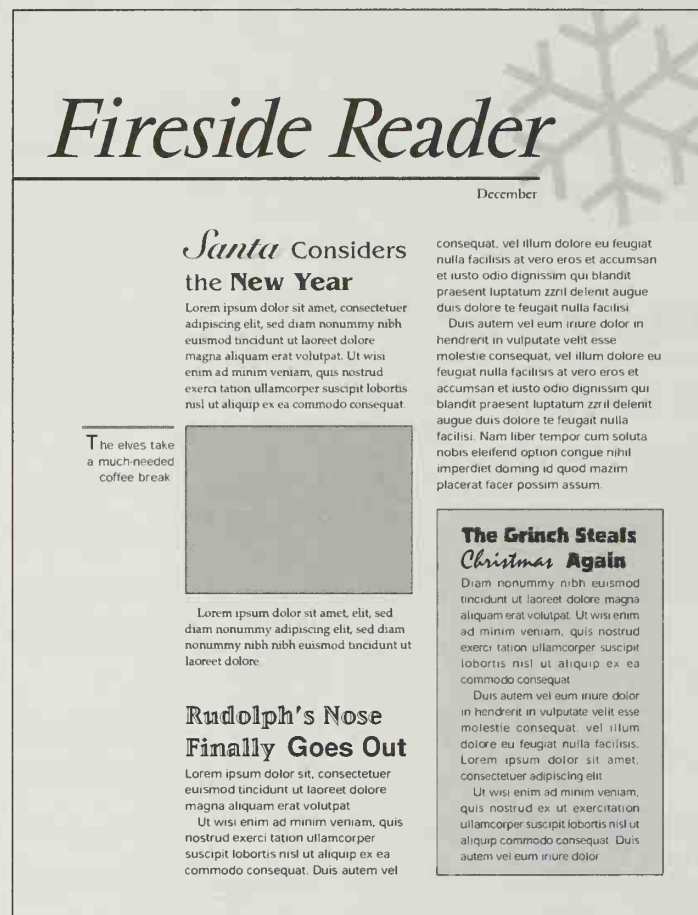 Fireside Reader
December
Santa Considers
the New Year
Lorem ipsum dolor sit amet, consectetuer
adipiscing elit, sed diam nonummy nibh
euismod tincidunt ut laoreet dolore
magna aliquam erat volutpat. Ut wisi
enim ad minim veniam, quis nostrud
exerci tation ullamcorper suscipit lobortis
nisl ut aliquip ex ea commodo consequat.
The elves take
a much-needed
coffee break
Lorem ipsum dolor sit amet, elit, sed
diam nonummy adipiscing elit, sed diam
nonummy nibh nibh euismod tincidunt ut
laoreet dolore
Rudolph's Nose
Finally Goes Out
Lorem ipsum dolor sit, consectetuer
euismod tincidunt ut laoreet dolore
magna aliquam erat volutpat
Ut wisi enim ad minim veniam, quis
nostrud exerci tation ullamcorper
suscipit lobortis nisl ut aliquip ex ea
commodo consequat. Duis autem vel
consequat, vel illum dolore eu feugiat
nulla facilisis at vero eros et accumsan
et iusto odio dignissim qui blandit
praesent luptatum zzril delenit augue
duis dolore te feugait nulla facilisi
Duis autem vel eum iriure dolor in
hendrerit in vulputate velit esse
molestie consequat, vel illum dolore eu
feugiat nulla facilisis at vero eros et
accumsan et iusto odio dignissim qui
blandit praesent luptatum zzril delenit
augue duis dolore te feugait nulla
facilisi. Nam liber tempor cum soluta
nobis eleifend option congue nihil
imperdiet doming id quod mazim
placerat facer possim assum.
The Grinch Steals
Christmas Again
Diam nonummy nibh euismod
tincidunt ut laoreet dolore magna
aliquam erat volutpat. Ut wisi enim
ad minim veniam, quis nostrud
exerci tation ullamcorper suscipit
lobortis nisl ut aliquip ex ea
commodo consequat
Duis autem vel eum iriure dolor
in hendrerit in vulputate velit esse
molestie consequat, vel illum
dolore eu feugiat nulla facilisis.
Lorem ipsum dolor sit amet,
consectetuer adipiscing elit
Ut wisi enim ad minim veniam,
quis nostrud ex ut exercitation
ullamcorper suscipit lobortis nisl ut
aliquip commodo consequat Duis
autem vel eum iriure dolor